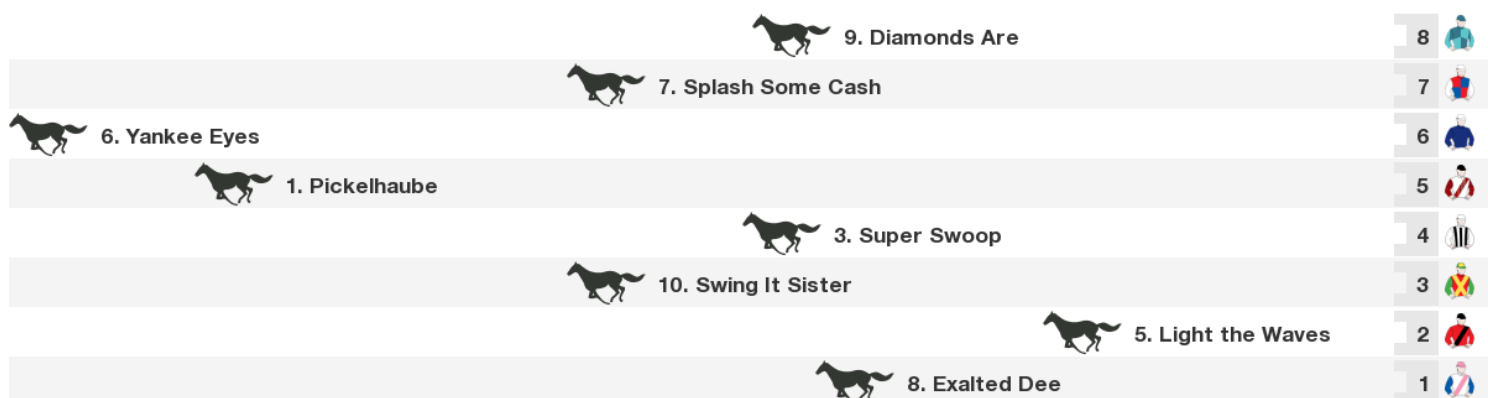 9. Diamonds Are 8
7. Splash Some Cash 7
6. Yankee Eyes 6
1. Pickelhaube 5
3. Super Swoop 4
10. Swing It Sister 3
5. Light the Waves 2
8. Exalted Dee 1